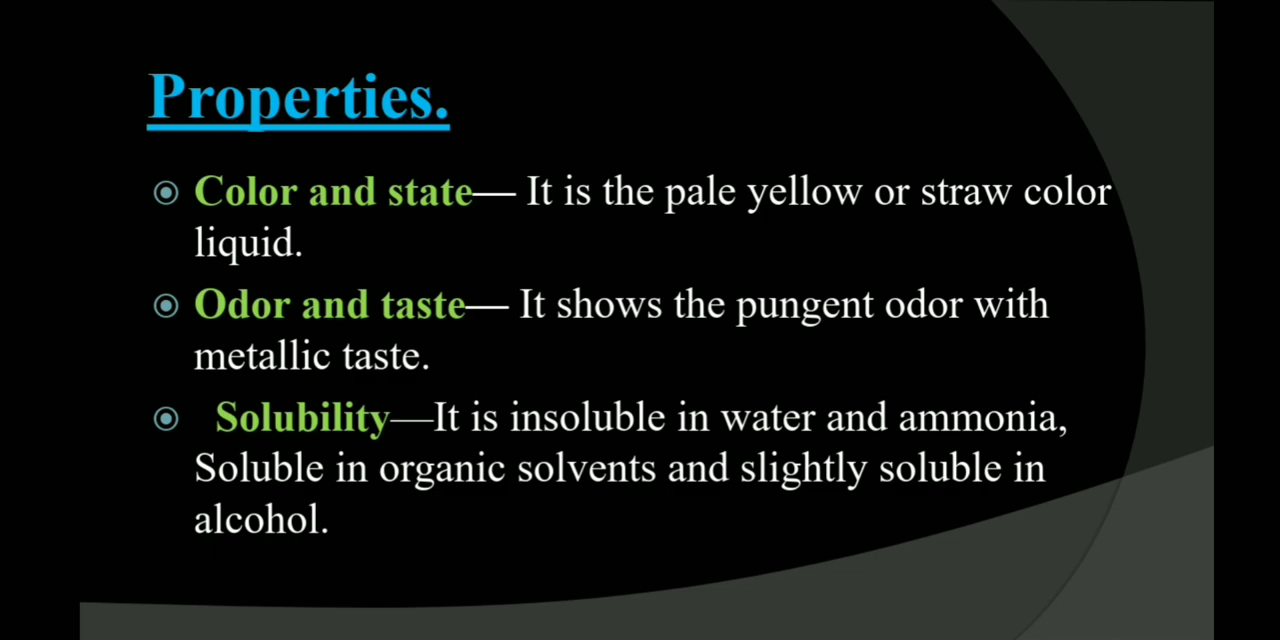 Properties.
Color and state— It is the pale yellow or straw color
liquid.
Odor and taste— It shows the pungent odor with
metallic taste.
Solubility—It is insoluble in water and ammonia,
Soluble in organic solvents and slightly soluble in
alcohol.